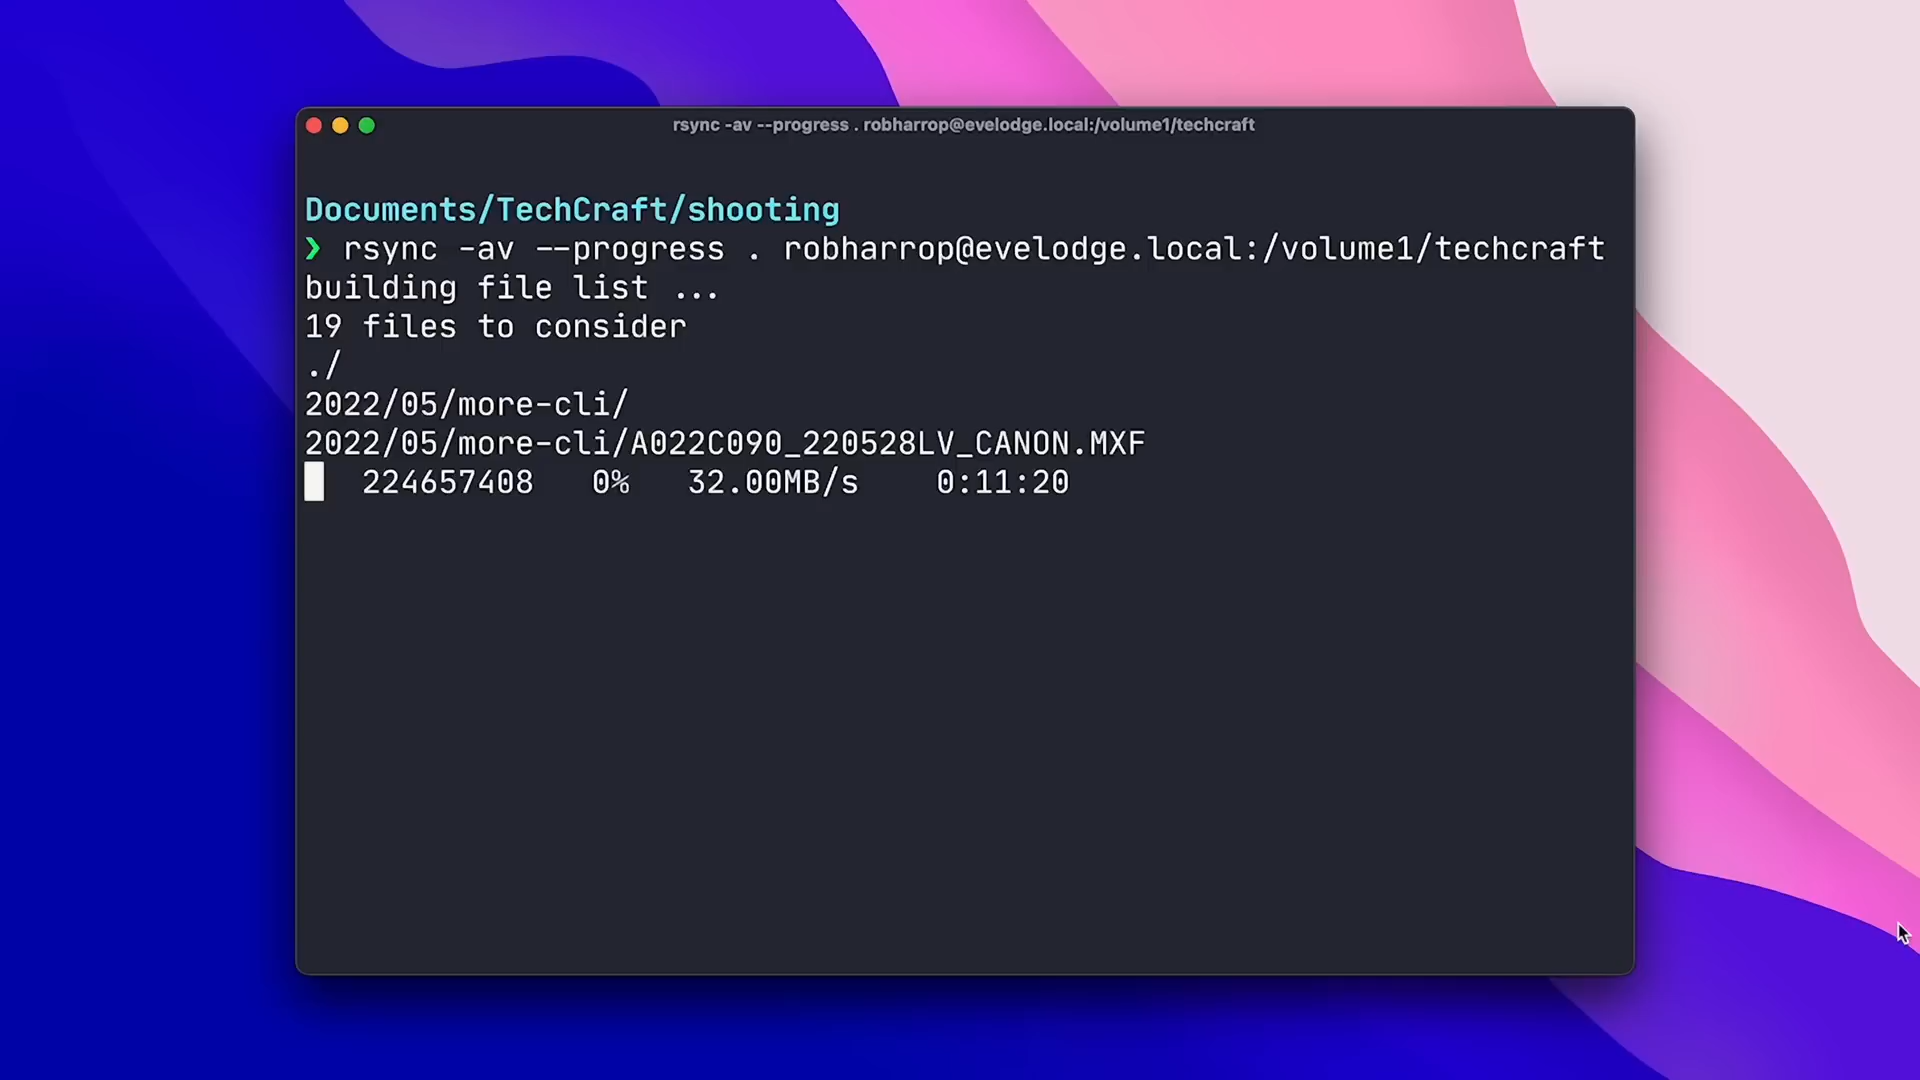 rsync -av --progress . robharrop@evelodge.local:/volume1/techcraft
Documents/TechCraft/shooting
❯ rsync -av --progress . robharrop@evelodge.local:/volume1/techcraft
building file list ...
19 files to consider
./
2022/05/more-cli/
2022/05/more-cli/A022C090_220528LV_CANON.MXF
224657408 0% 32.00MB/s 0:11:20